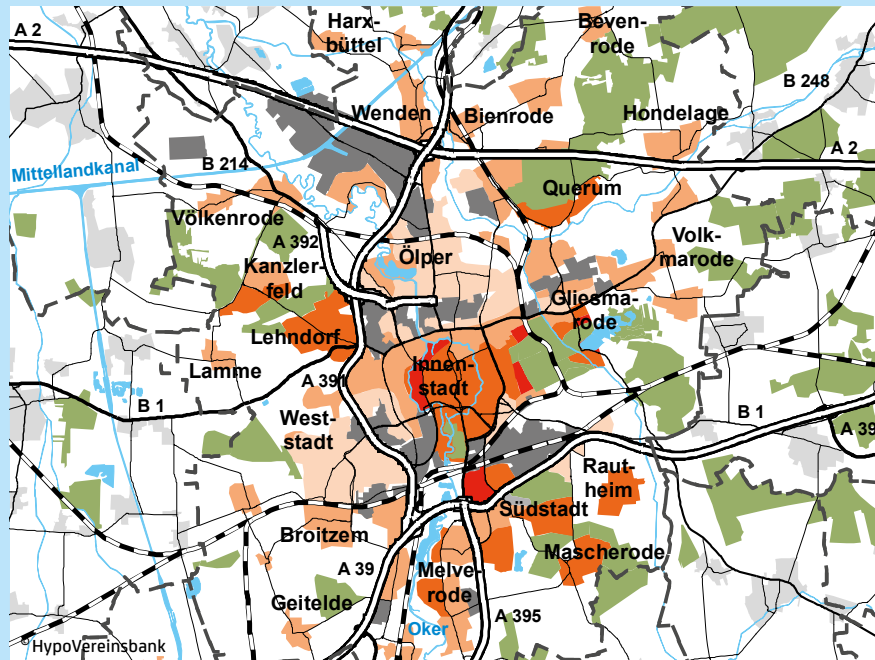 Harx-
büttel
Beven-
rode
A 2
B 248
Wenden
Bienrode
Hondelage
A 2
B 214
Mittellandkanal
Querum
Völkenrode
A 392
Ölper
Volk-
marode
Kanzler-
feld
Gliesma-
rode
Lehndorf
Innen-
stadt
Lamme
A 391
B 1
West-
stadt
B 1
A 39
Raut-
heim
Südstadt
Broitzem
Mascherode
A 39
Melve-
rode
Geitelde
A 395
Oker
©HypoVereinsbank